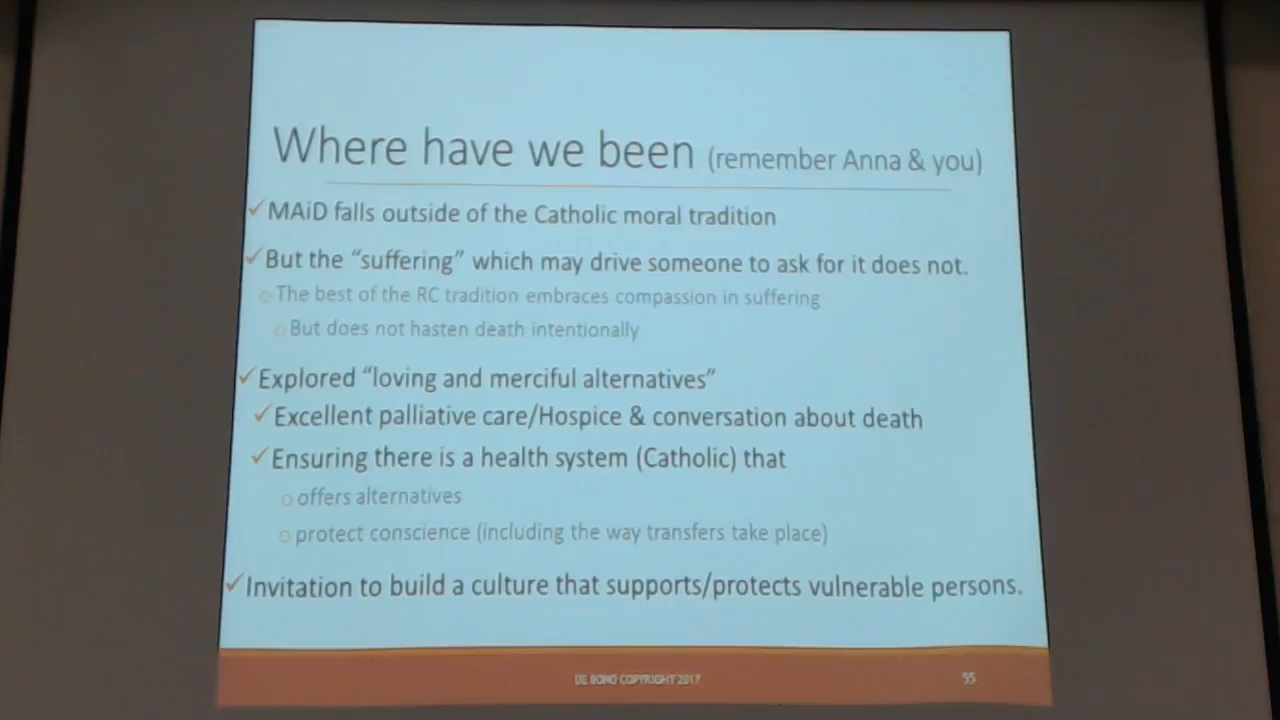 Where have we been (remember Anna & you)
✓MAiD falls outside of the Catholic moral tradition
✓But the “suffering” which may drive someone to ask for it does not.
○The best of the RC tradition embraces compassion in suffering
○But does not hasten death intentionally
✓Explored “loving and merciful alternatives”
✓Excellent palliative care/Hospice & conversation about death
✓Ensuring there is a health system (Catholic) that
○offers alternatives
○protect conscience (including the way transfers take place)
✓Invitation to build a culture that supports/protects vulnerable persons.
DE BONO COPYRIGHT 2017
55